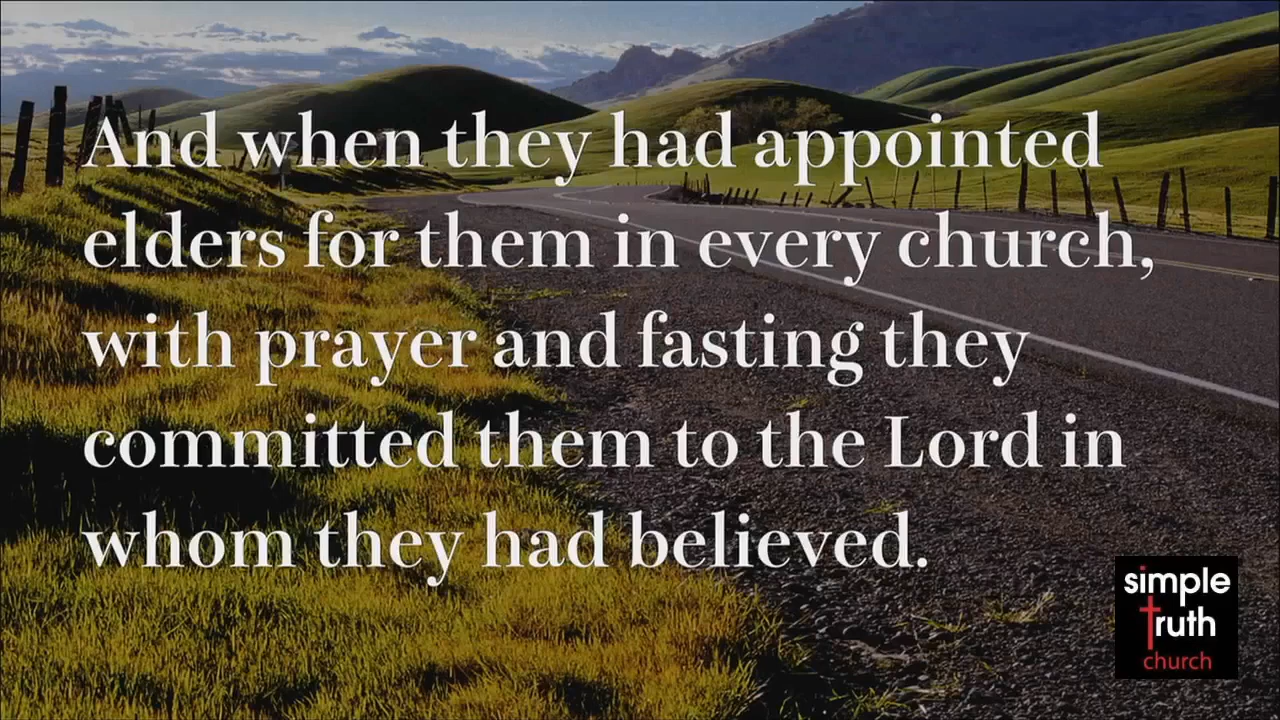 And when they had appointed
elders for them in every church,
with prayer and fasting they
committed them to the Lord in
whom they had believed.
simple
truth
church